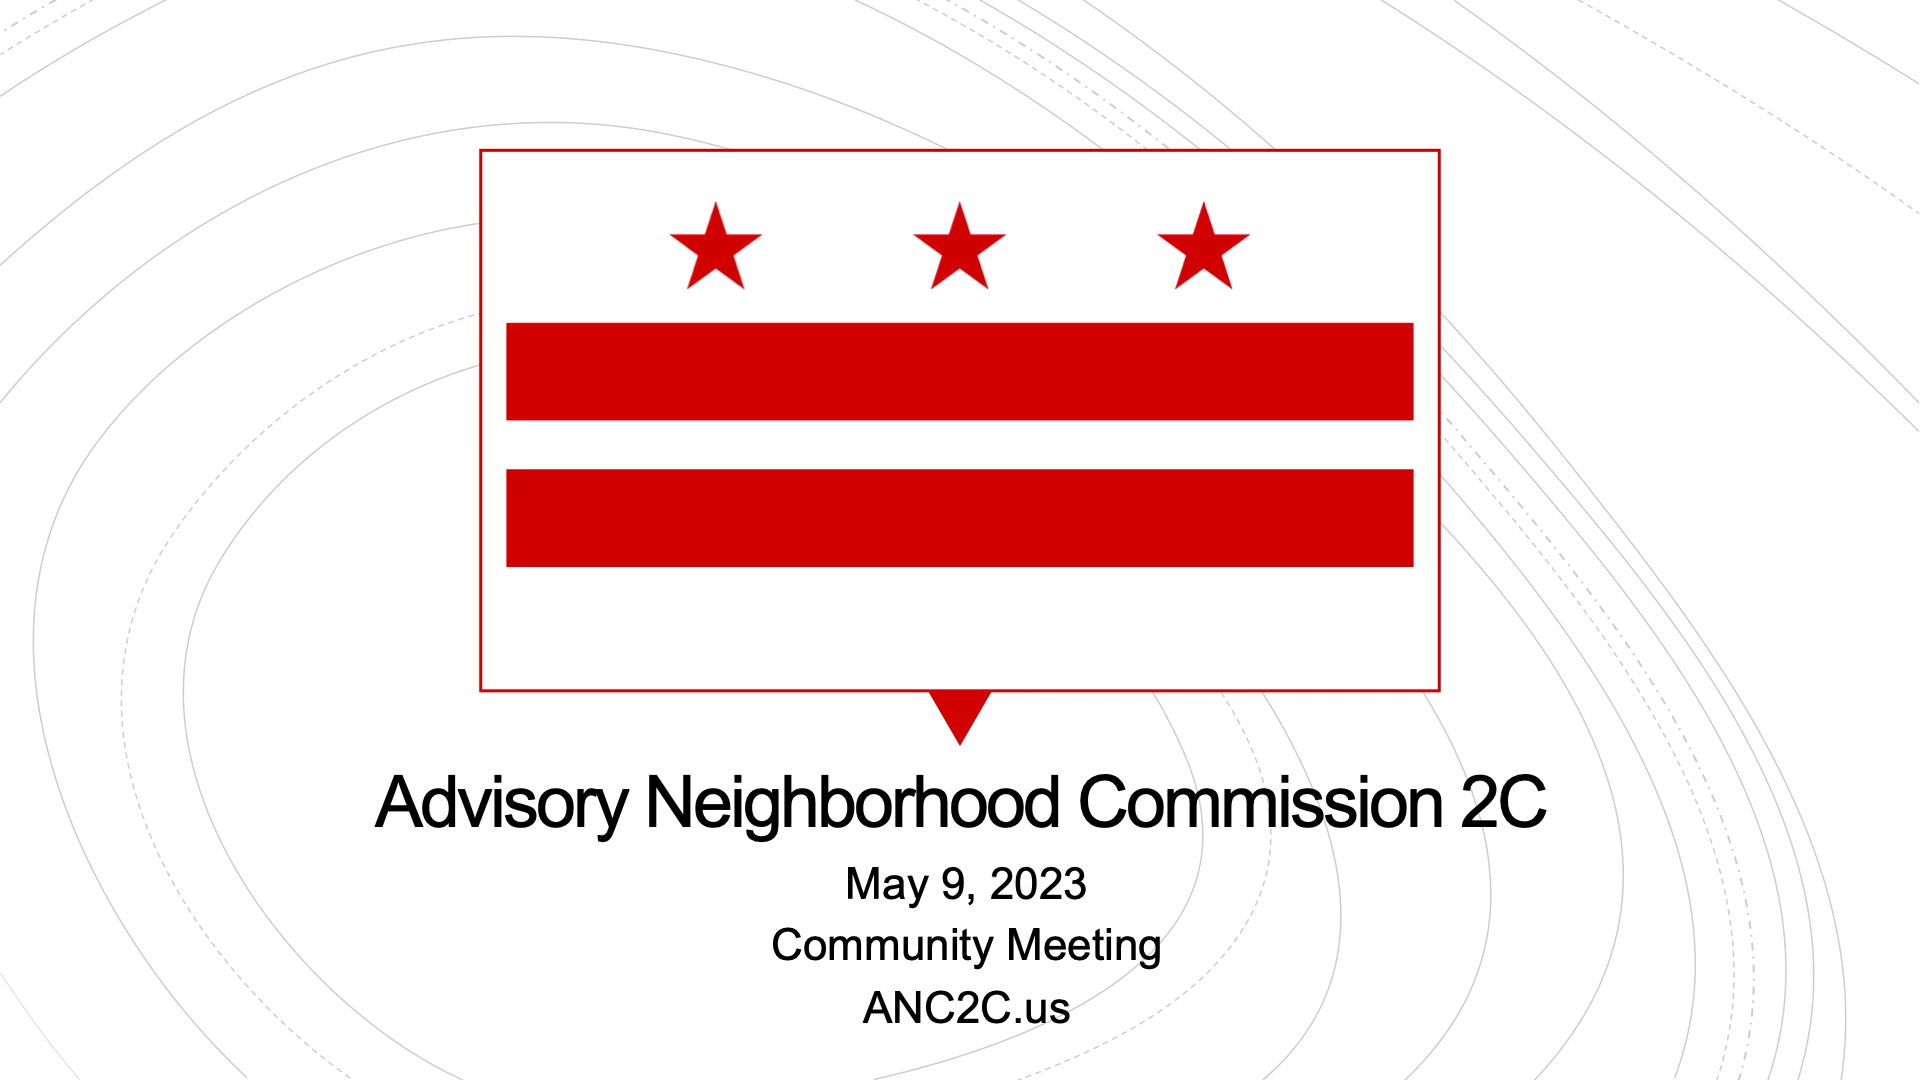 Advisory Neighborhood Commission 2C
May 9, 2023
Community Meeting
ANC2C.us